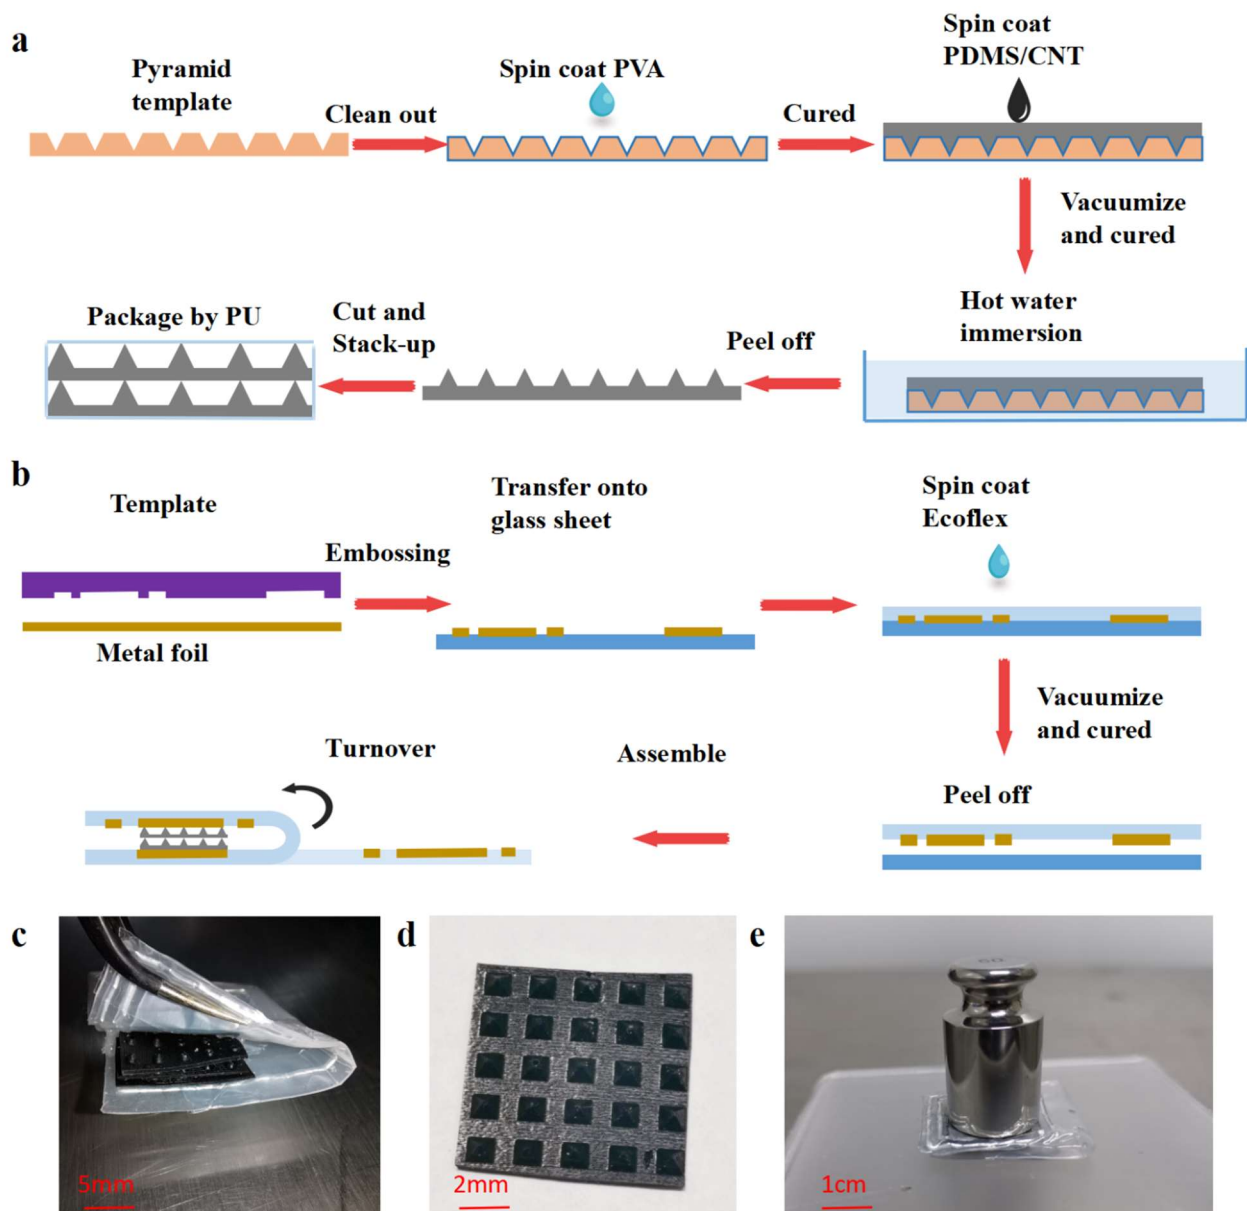 a
Pyramid
template
Clean out
Spin coat PVA
Cured
Spin coat
PDMS/CNT
Vacuumize
and cured
Hot water
immersion
Peel off
Cut and
Stack-up
Package by PU
b
Template
Metal foil
Embossing
Transfer onto
glass sheet
Spin coat
Ecoflex
Vacuumize
and cured
Peel off
Assemble
Turnover
c
5mm
d
2mm
e
1cm